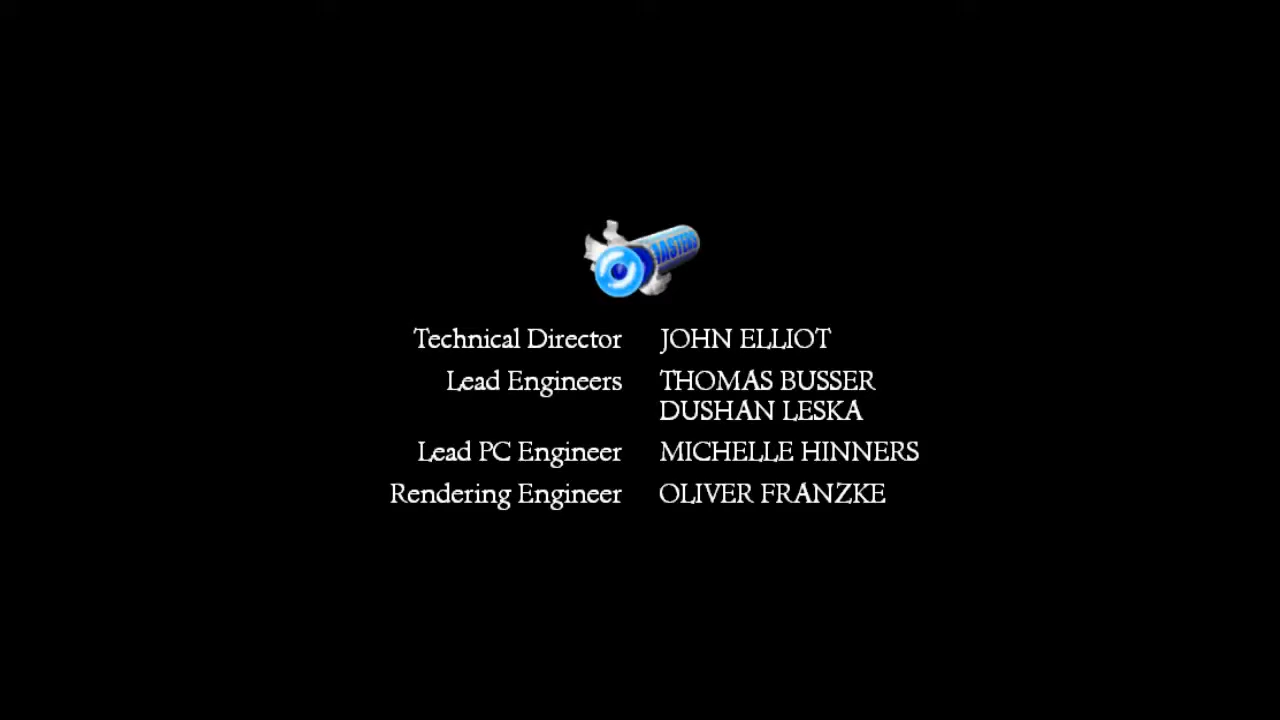 Technical Director JOHN ELLIOT
Lead Engineers THOMAS BUSSER
DUSHAN LESKA
Lead PC Engineer MICHELLE HINNERS
Rendering Engineer OLIVER FRANZKE